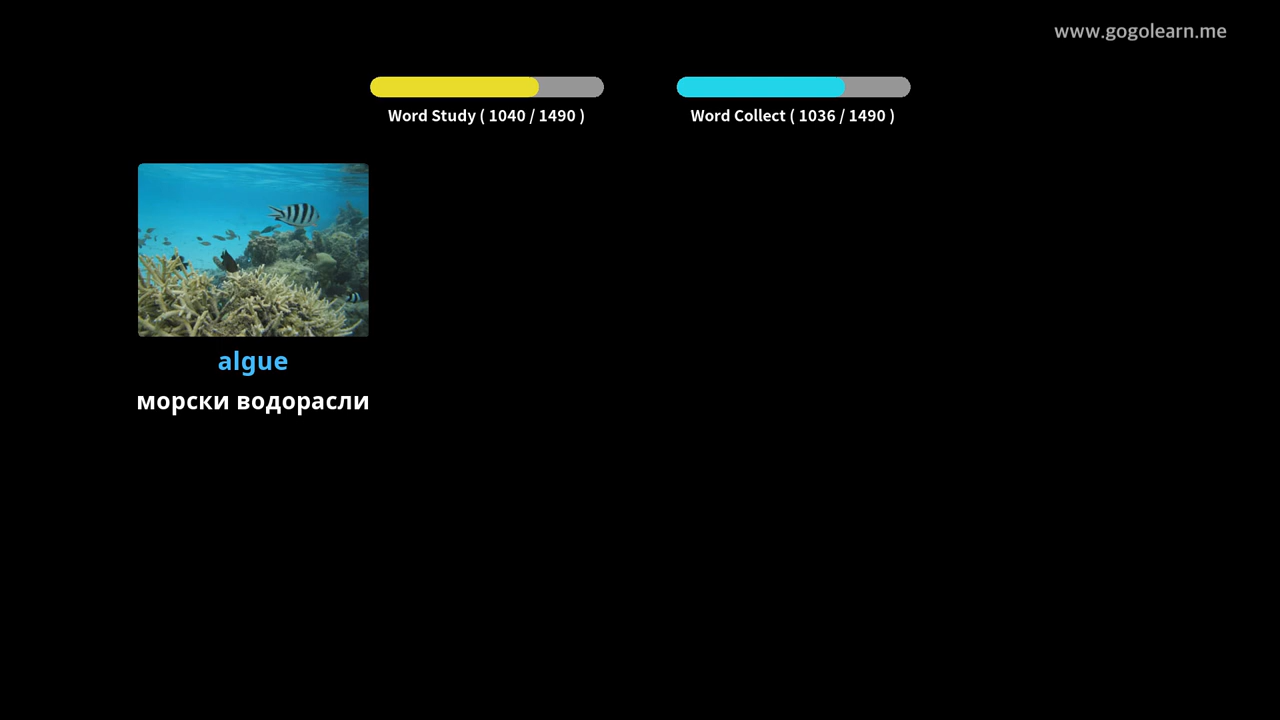 www.gogolearn.me
Word Study ( 1040 / 1490 )
Word Collect ( 1036 / 1490 )
algue
морски водорасли